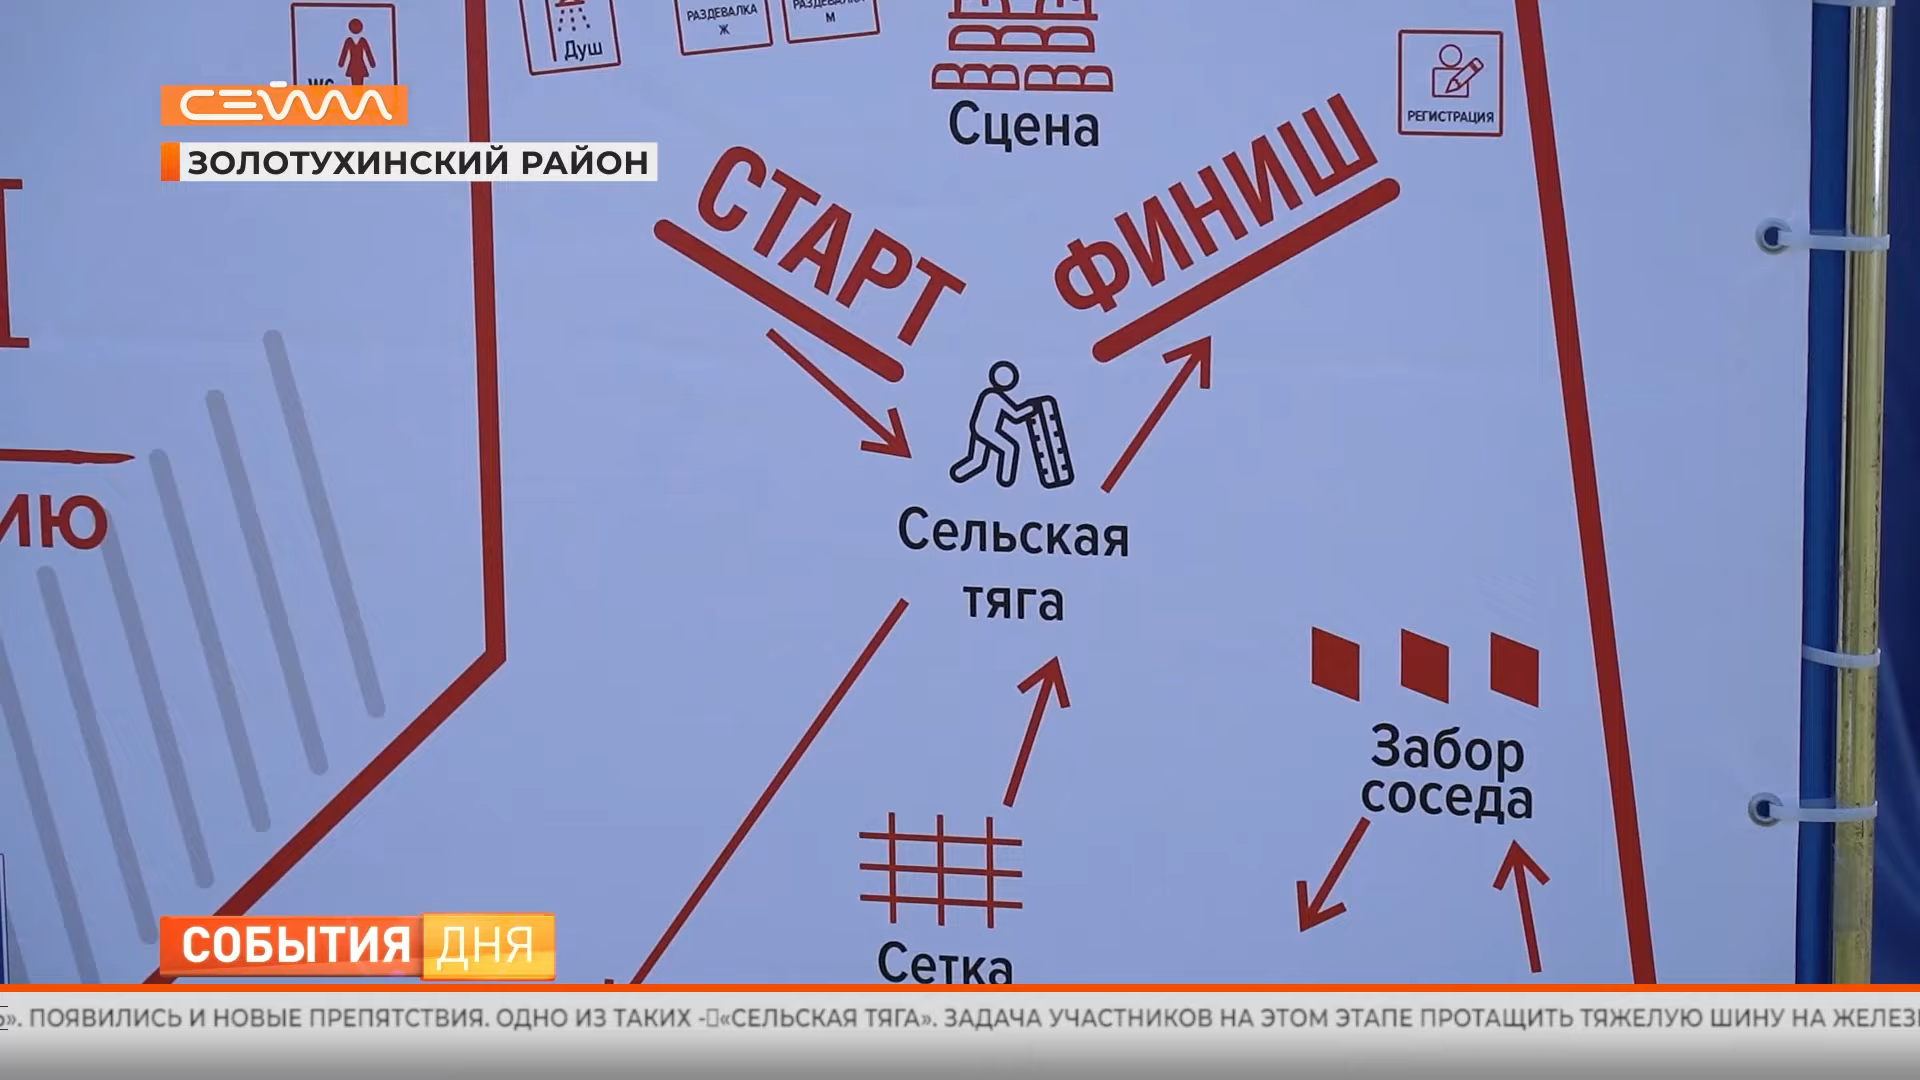 Душ
РАЗДЕВАЛКА
Ж
РАЗДЕВАЛКА
М
Сцена
РЕГИСТРАЦИЯ
СЕЙМ
ЗОЛОТУХИНСКИЙ РАЙОН
СТАРТ
ФИНИШ
Сельская
тяга
Забор
соседа
Сетка
СОБЫТИЯ ДНЯ
ПОЯВИЛИСЬ И НОВЫЕ ПРЕПЯТСТВИЯ. ОДНО ИЗ ТАКИХ - «СЕЛЬСКАЯ ТЯГА». ЗАДАЧА УЧАСТНИКОВ НА ЭТОМ ЭТАПЕ ПРОТАЩИТЬ ТЯЖЕЛУЮ ШИНУ НА